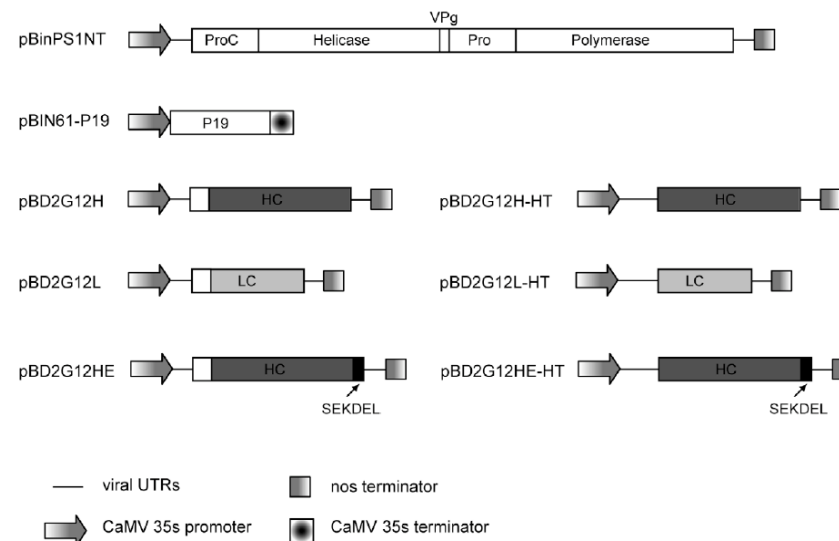 VPg
pBinPS1NT ProC Helicase Pro Polymerase
pBIN61-P19 P19
pBD2G12H HC pBD2G12H-HT HC
pBD2G12L LC pBD2G12L-HT LC
pBD2G12HE HC pBD2G12HE-HT HC
SEKDEL SEKDEL
viral UTRs nos terminator
CaMV 35s promoter CaMV 35s terminator